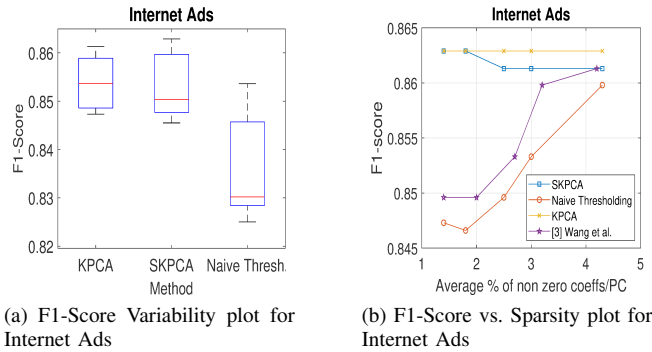 Internet Ads
0.86
0.85
0.84
0.83
0.82
F1-Score
KPCA SKPCA Naive Thresh.
Method
(a) F1-Score Variability plot for
Internet Ads
Internet Ads
0.865
0.86
0.855
0.85
0.845
F1-score
SKPCA
Naive Thresholding
KPCA
[3] Wang et al.
1 2 3 4 5
Average % of non zero coeffs/PC
(b) F1-Score vs. Sparsity plot for
Internet Ads